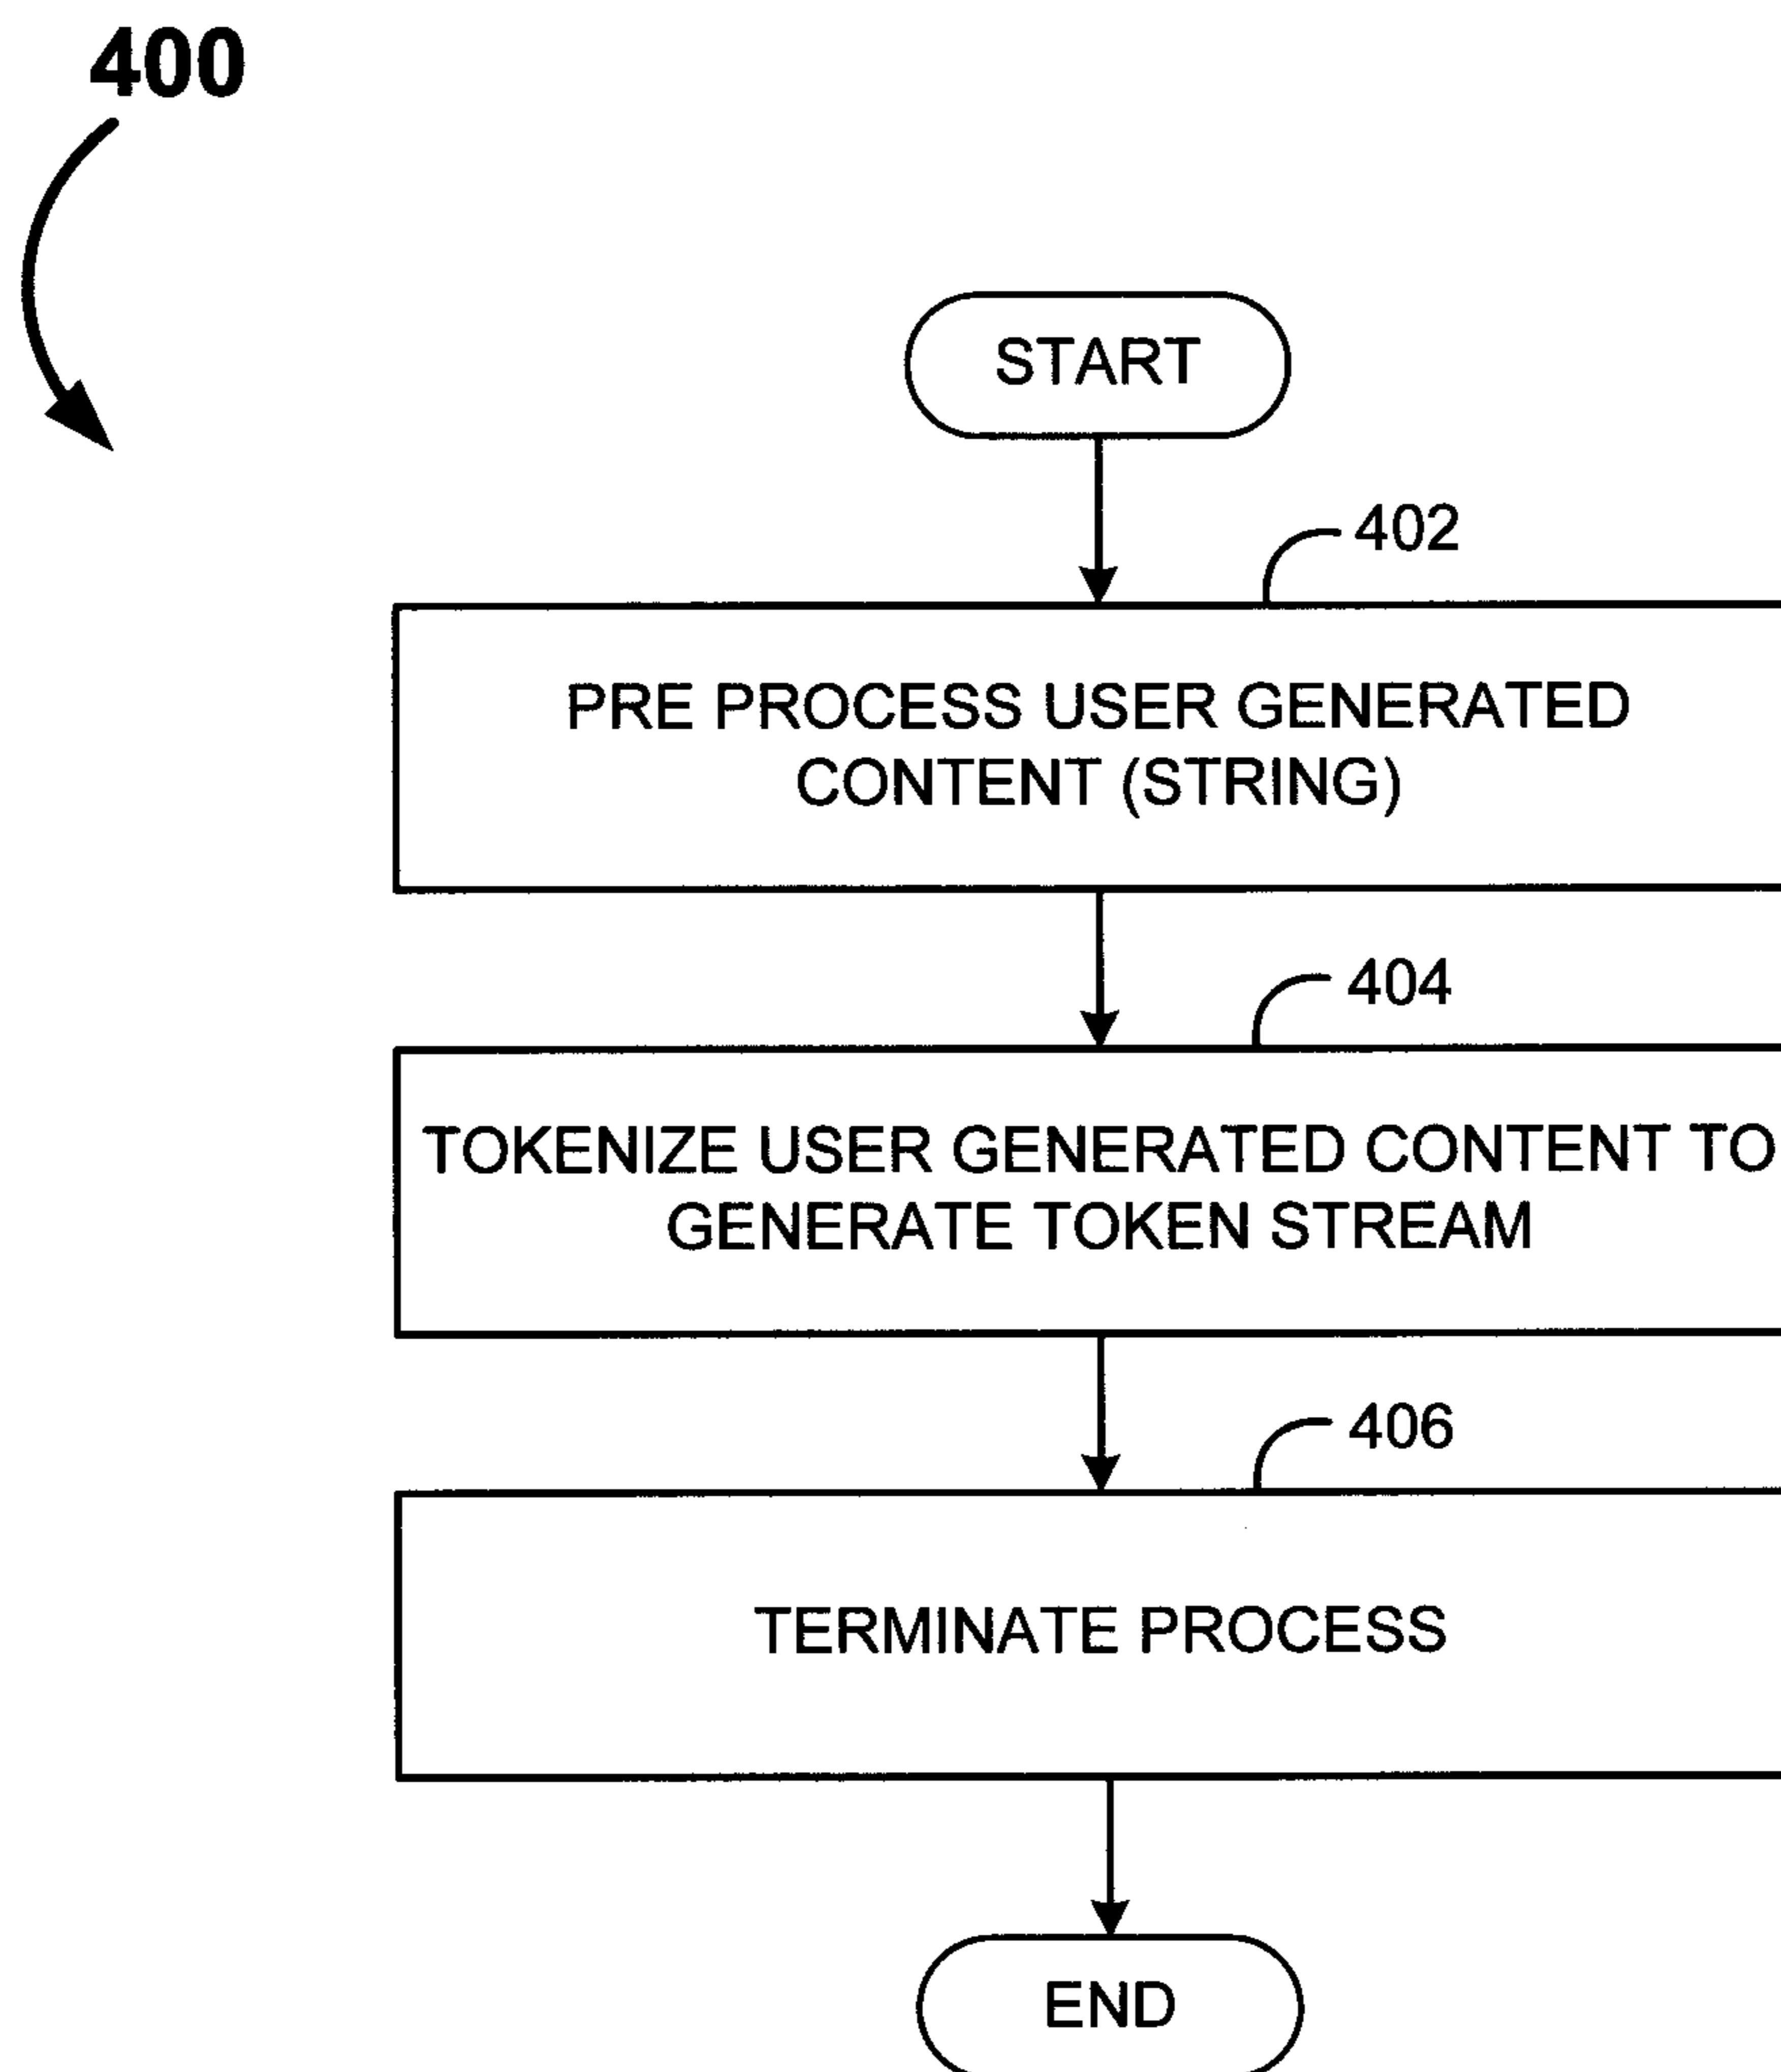 400
START
402
PRE PROCESS USER GENERATED
CONTENT (STRING)
404
TOKENIZE USER GENERATED CONTENT TO
GENERATE TOKEN STREAM
406
TERMINATE PROCESS
END